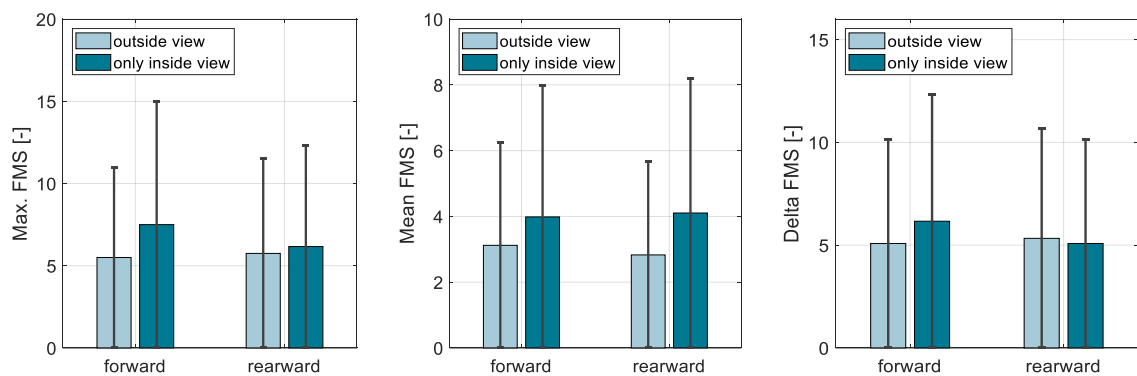 Max. FMS [-]
20
15
10
5
0
outside view
only inside view
forward
rearward
Mean FMS [-]
10
8
6
4
2
0
outside view
only inside view
forward
rearward
Delta FMS [-]
15
10
5
0
outside view
only inside view
forward
rearward